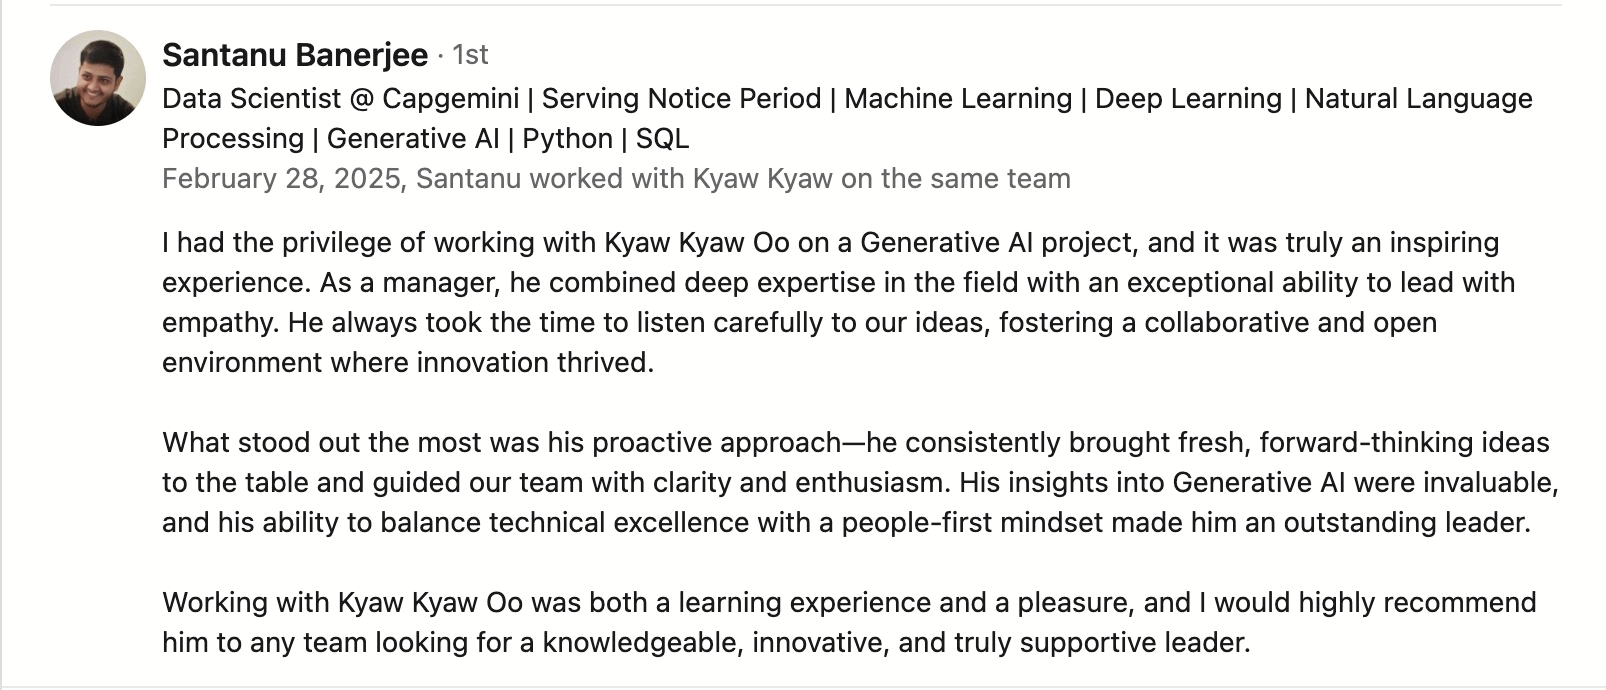 Santanu Banerjee · 1st
Data Scientist @ Capgemini | Serving Notice Period | Machine Learning | Deep Learning | Natural Language
Processing | Generative AI | Python | SQL
February 28, 2025, Santanu worked with Kyaw Kyaw on the same team
I had the privilege of working with Kyaw Kyaw Oo on a Generative AI project, and it was truly an inspiring
experience. As a manager, he combined deep expertise in the field with an exceptional ability to lead with
empathy. He always took the time to listen carefully to our ideas, fostering a collaborative and open
environment where innovation thrived.
What stood out the most was his proactive approach—he consistently brought fresh, forward-thinking ideas
to the table and guided our team with clarity and enthusiasm. His insights into Generative AI were invaluable,
and his ability to balance technical excellence with a people-first mindset made him an outstanding leader.
Working with Kyaw Kyaw Oo was both a learning experience and a pleasure, and I would highly recommend
him to any team looking for a knowledgeable, innovative, and truly supportive leader.